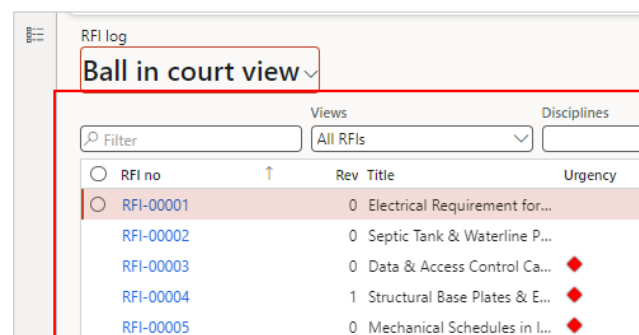 RFI log
Ball in court view
Views Disciplines
Filter All RFIs
RFI no Rev Title Urgency
RFI-00001 0 Electrical Requirement for...
RFI-00002 0 Septic Tank & Waterline P...
RFI-00003 0 Data & Access Control Ca...
RFI-00004 1 Structural Base Plates & E...
RFI-00005 0 Mechanical Schedules in I...